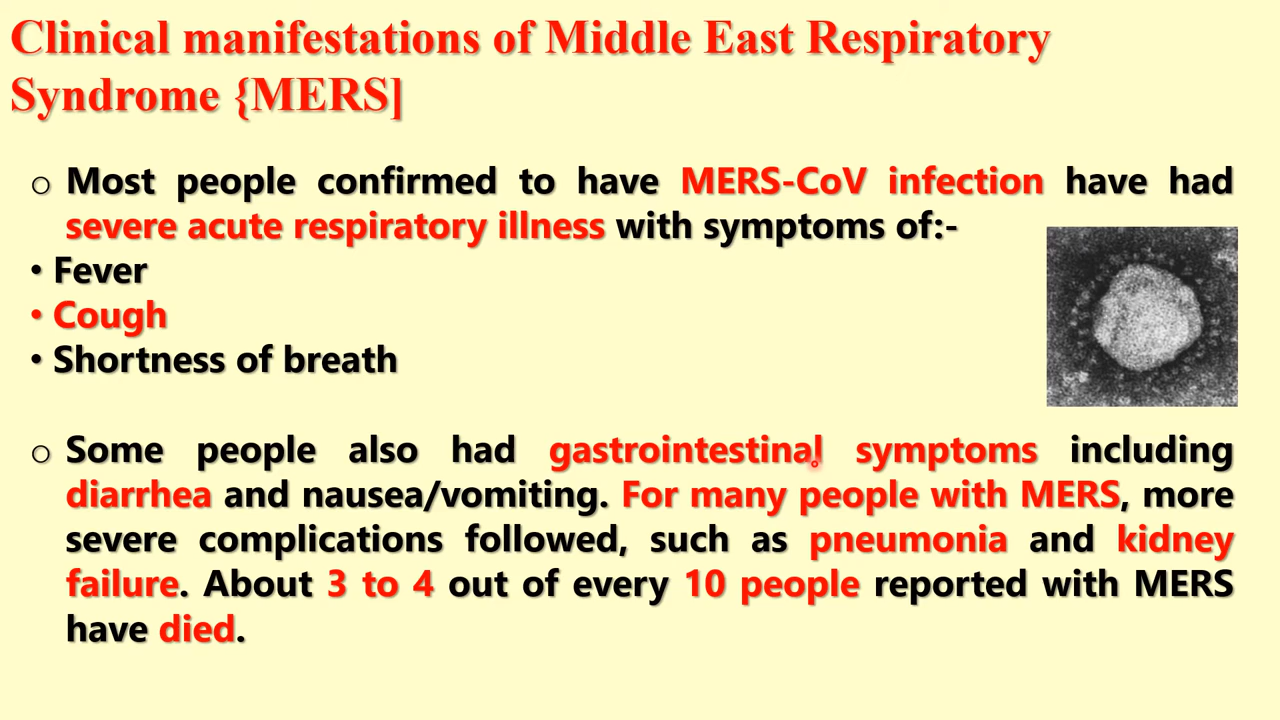 Clinical manifestations of Middle East Respiratory
Syndrome {MERS]
o Most people confirmed to have MERS-CoV infection have had
severe acute respiratory illness with symptoms of:-
• Fever
• Cough
• Shortness of breath
o Some people also had gastrointestinal symptoms including
diarrhea and nausea/vomiting. For many people with MERS, more
severe complications followed, such as pneumonia and kidney
failure. About 3 to 4 out of every 10 people reported with MERS
have died.